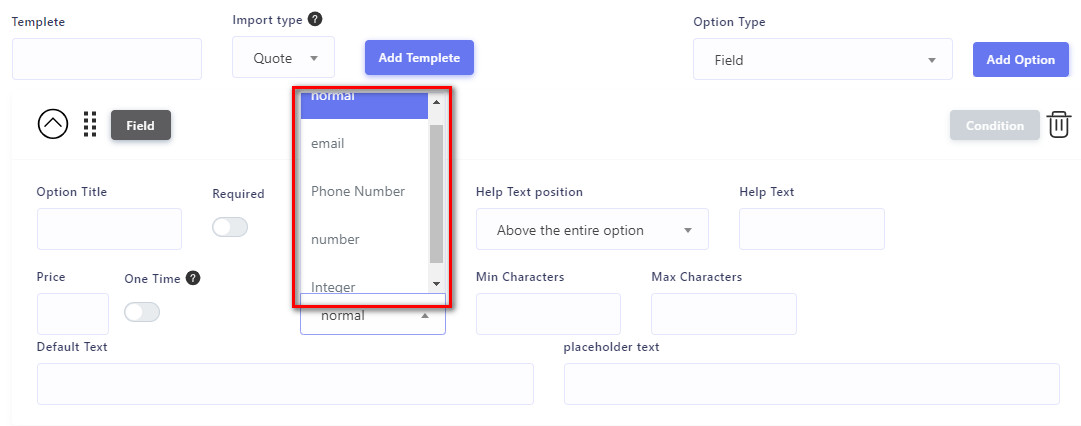 Templete
Import type ?
Option Type
Quote
Add Templete
Field
Add Option
Field
Condition
normal
email
Phone Number
number
Integer
Option Title
Required
Help Text position
Help Text
Above the entire option
Price
One Time ?
Min Characters
Max Characters
normal
Default Text
placeholder text